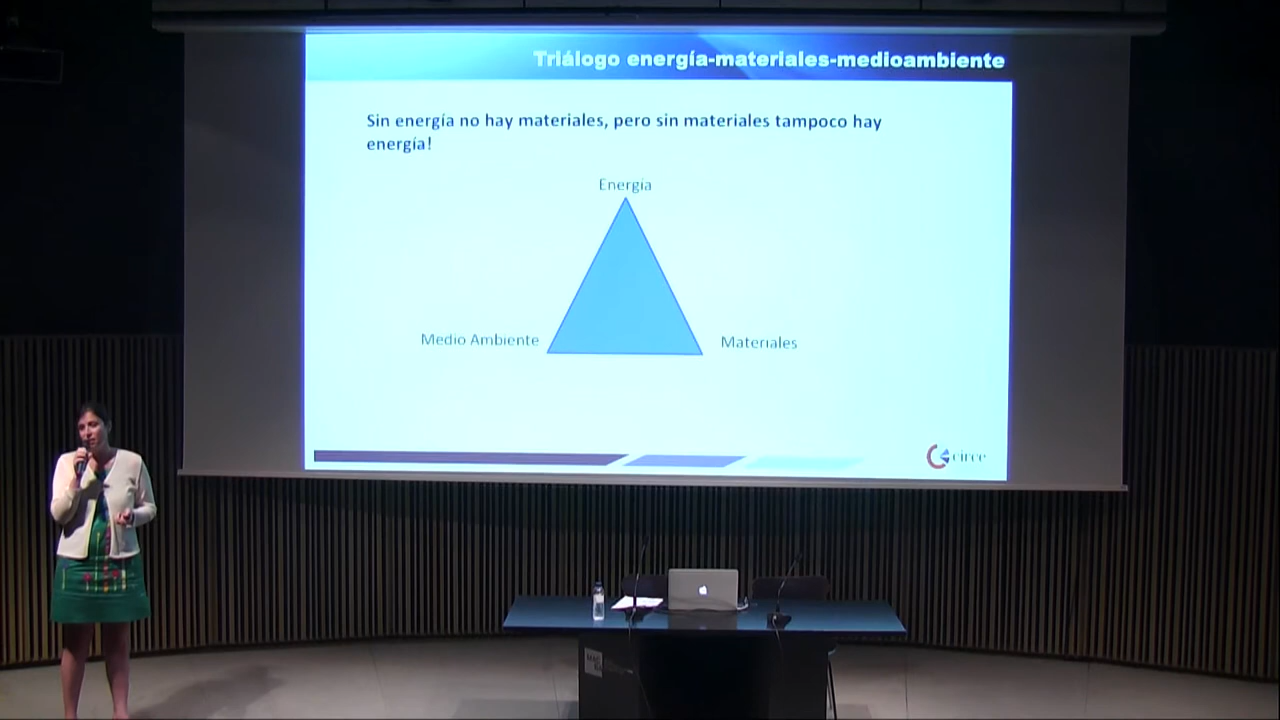 Triálogo energía-materiales-medioambiente
Sin energía no hay materiales, pero sin materiales tampoco hay
energía!
Energía
Medio Ambiente
Materiales
circe